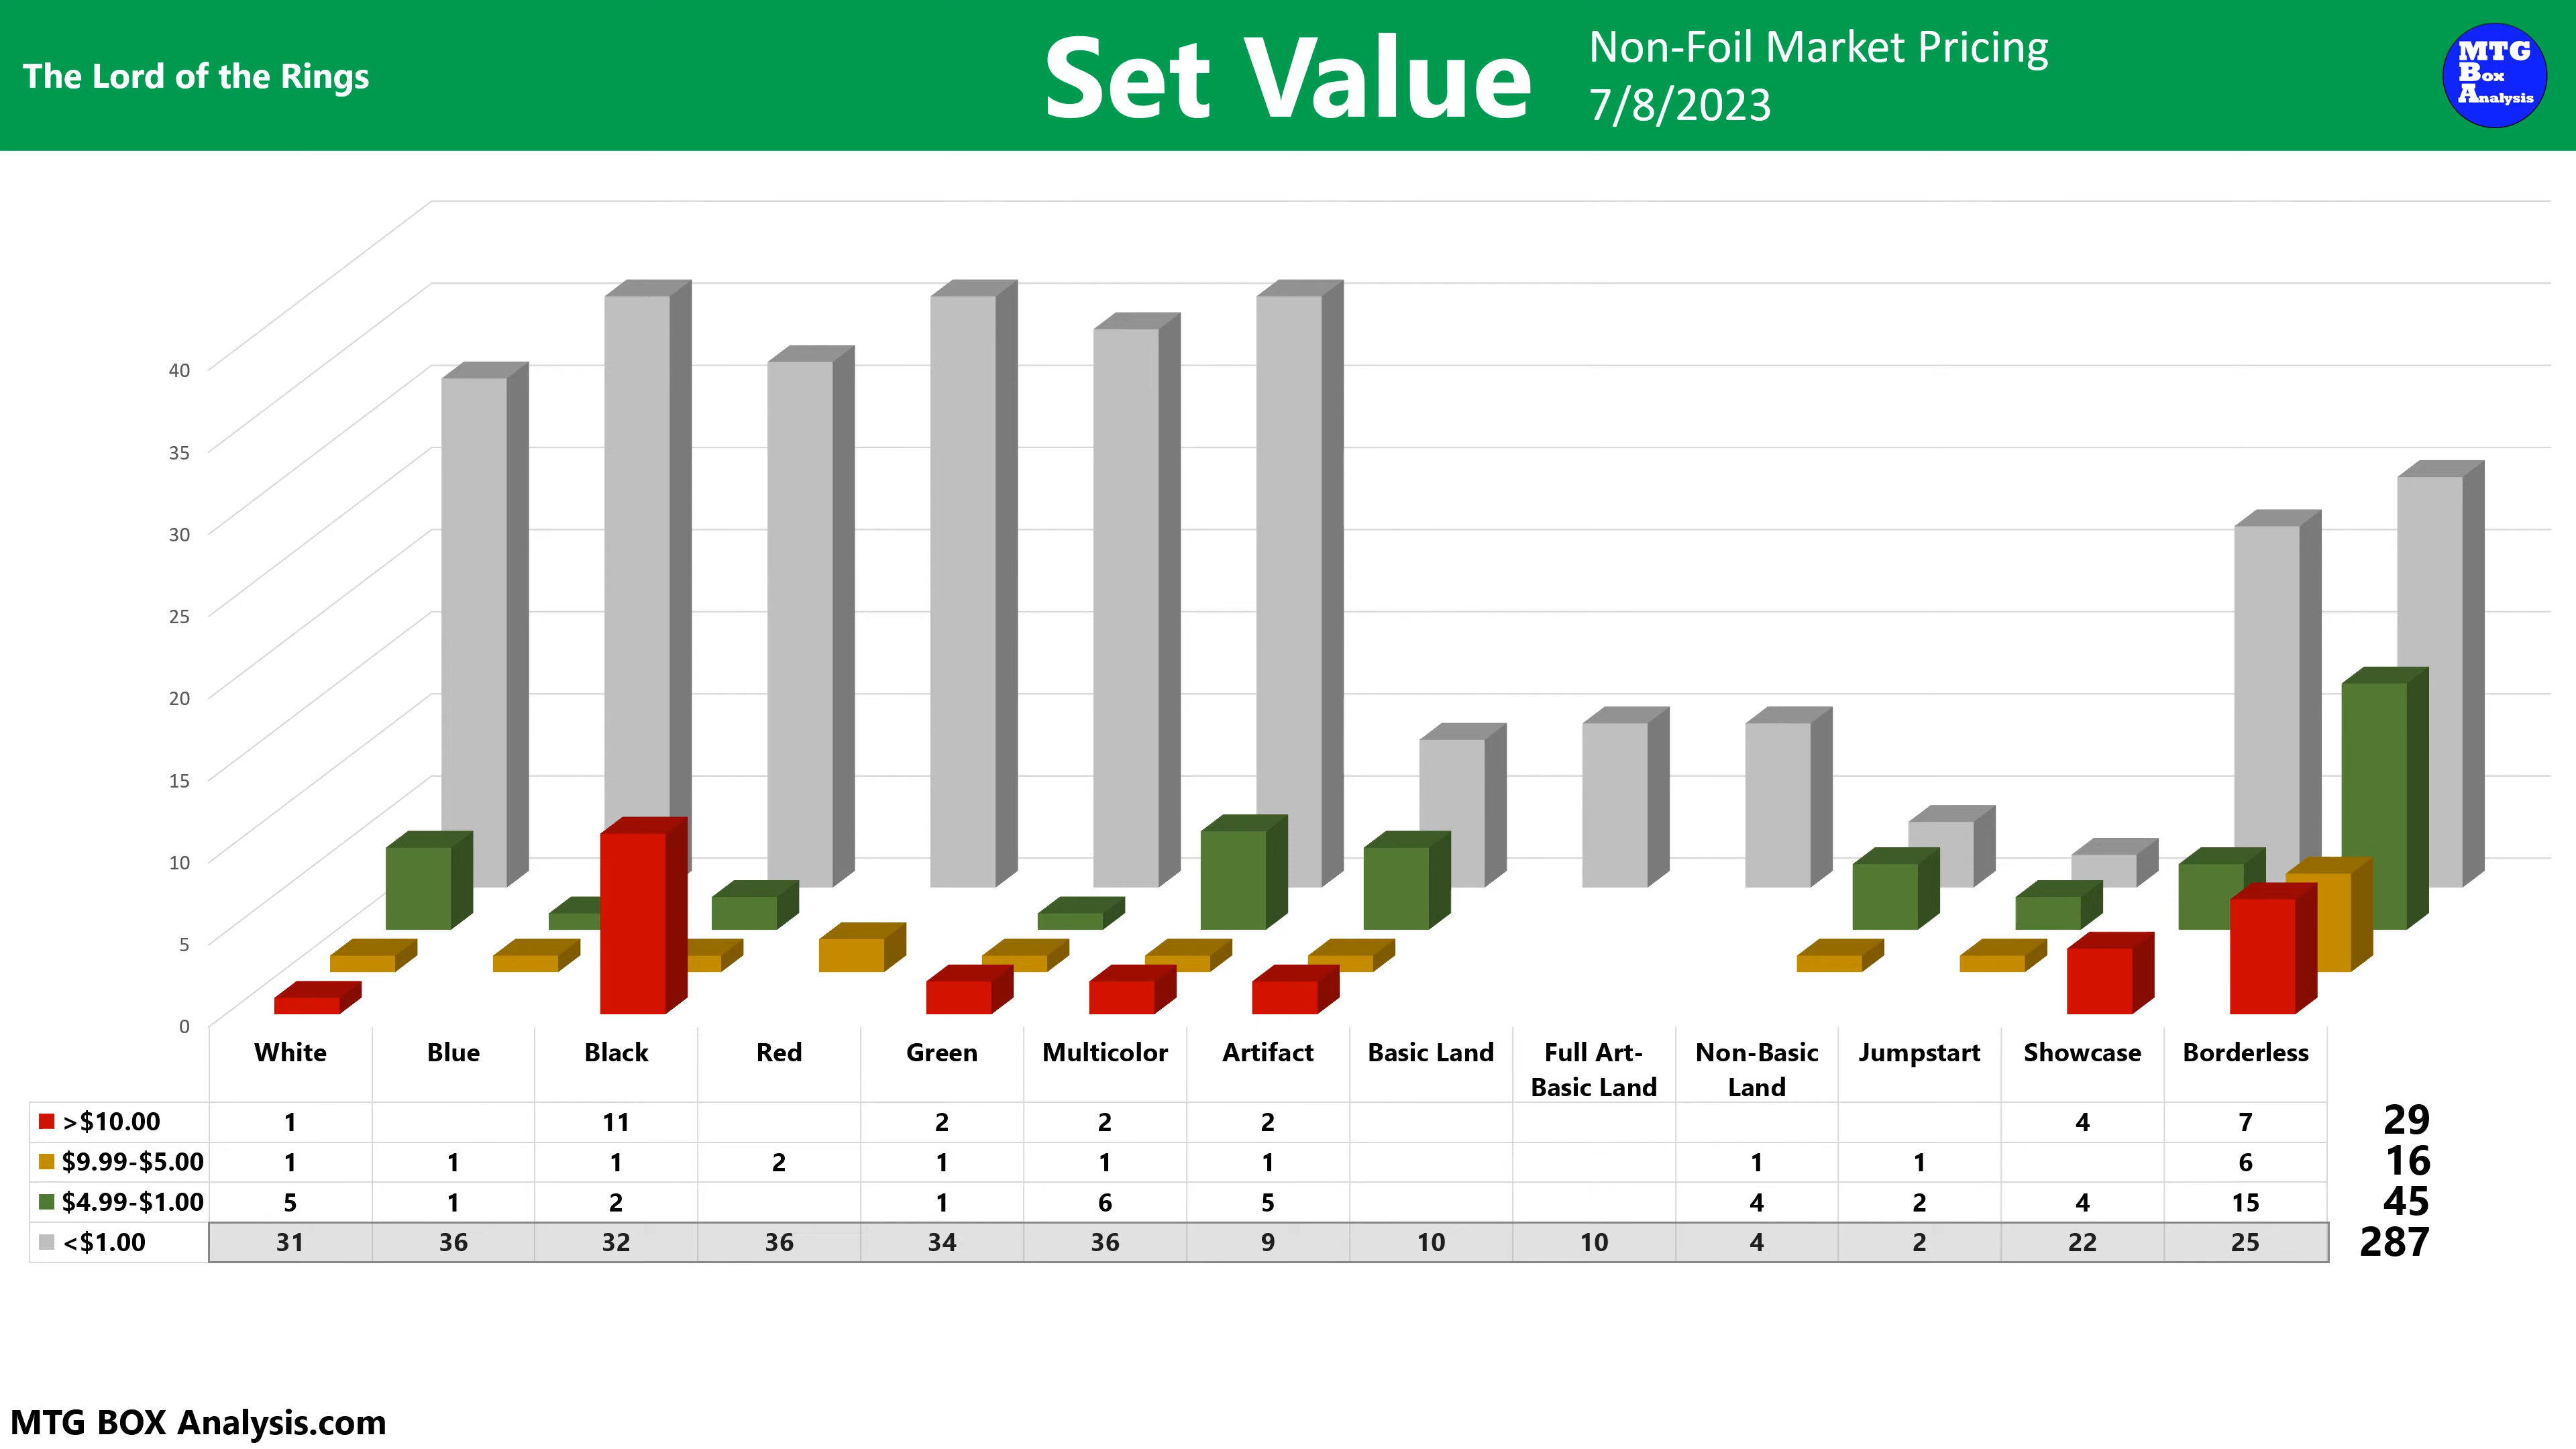 The Lord of the Rings
Set Value
Non-Foil Market Pricing
7/8/2023
MTG
Box
Analysis
40
35
30
25
20
15
10
5
0
White Blue Black Red Green Multicolor Artifact Basic Land Full Art- Non-Basic Jumpstart Showcase Borderless
Basic Land Land
>$10.00 1 11 2 2 2 4 7 29
$9.99-$5.00 1 1 1 2 1 1 1 1 1 6 16
$4.99-$1.00 5 1 2 1 6 5 4 2 4 15 45
<$1.00 31 36 32 36 34 36 9 10 10 4 2 22 25 287
MTG BOX Analysis.com